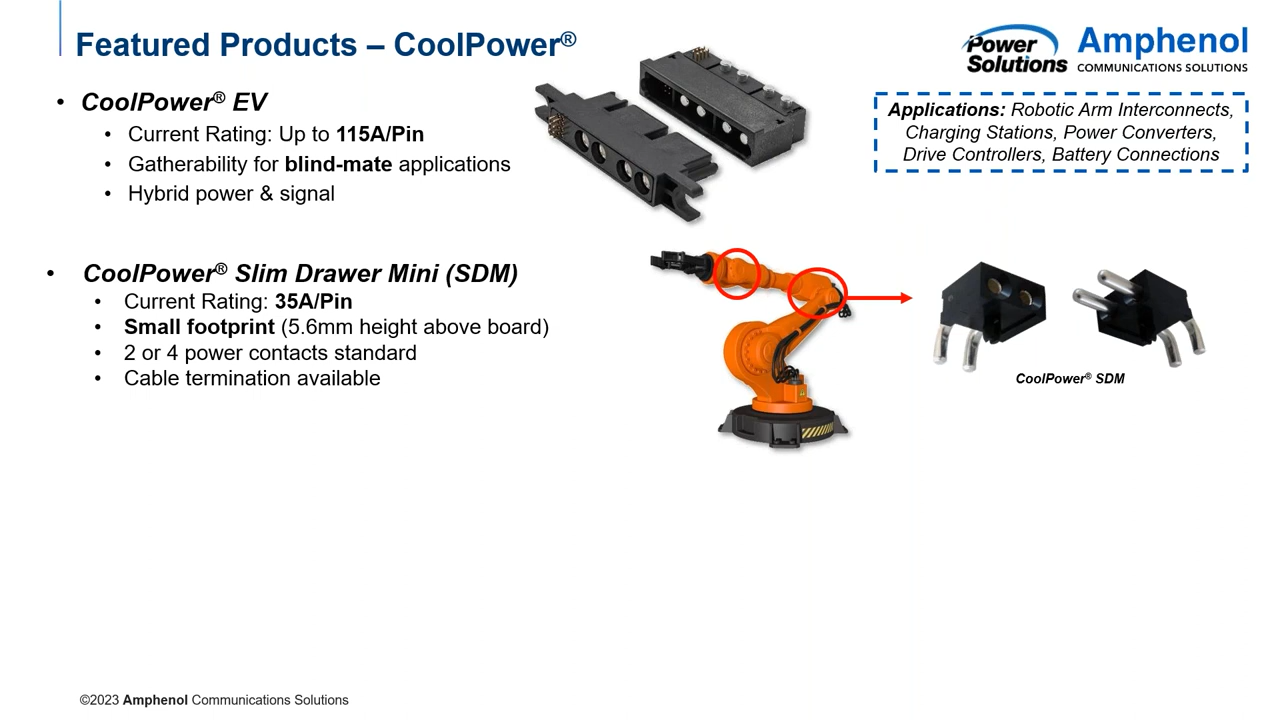 Featured Products – CoolPower®
Power
Solutions
Amphenol
COMMUNICATIONS SOLUTIONS
• CoolPower® EV
• Current Rating: Up to 115A/Pin
• Gatherability for blind-mate applications
• Hybrid power & signal
Applications: Robotic Arm Interconnects,
Charging Stations, Power Converters,
Drive Controllers, Battery Connections
• CoolPower® Slim Drawer Mini (SDM)
• Current Rating: 35A/Pin
• Small footprint (5.6mm height above board)
• 2 or 4 power contacts standard
• Cable termination available
CoolPower® SDM
©2023 Amphenol Communications Solutions